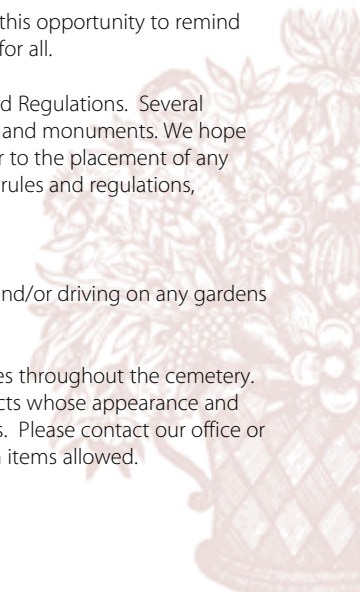 this opportunity to remind
for all.
d Regulations. Several
and monuments. We hope
r to the placement of any
rules and regulations,
nd/or driving on any gardens
es throughout the cemetery.
cts whose appearance and
s. Please contact our office or
items allowed.